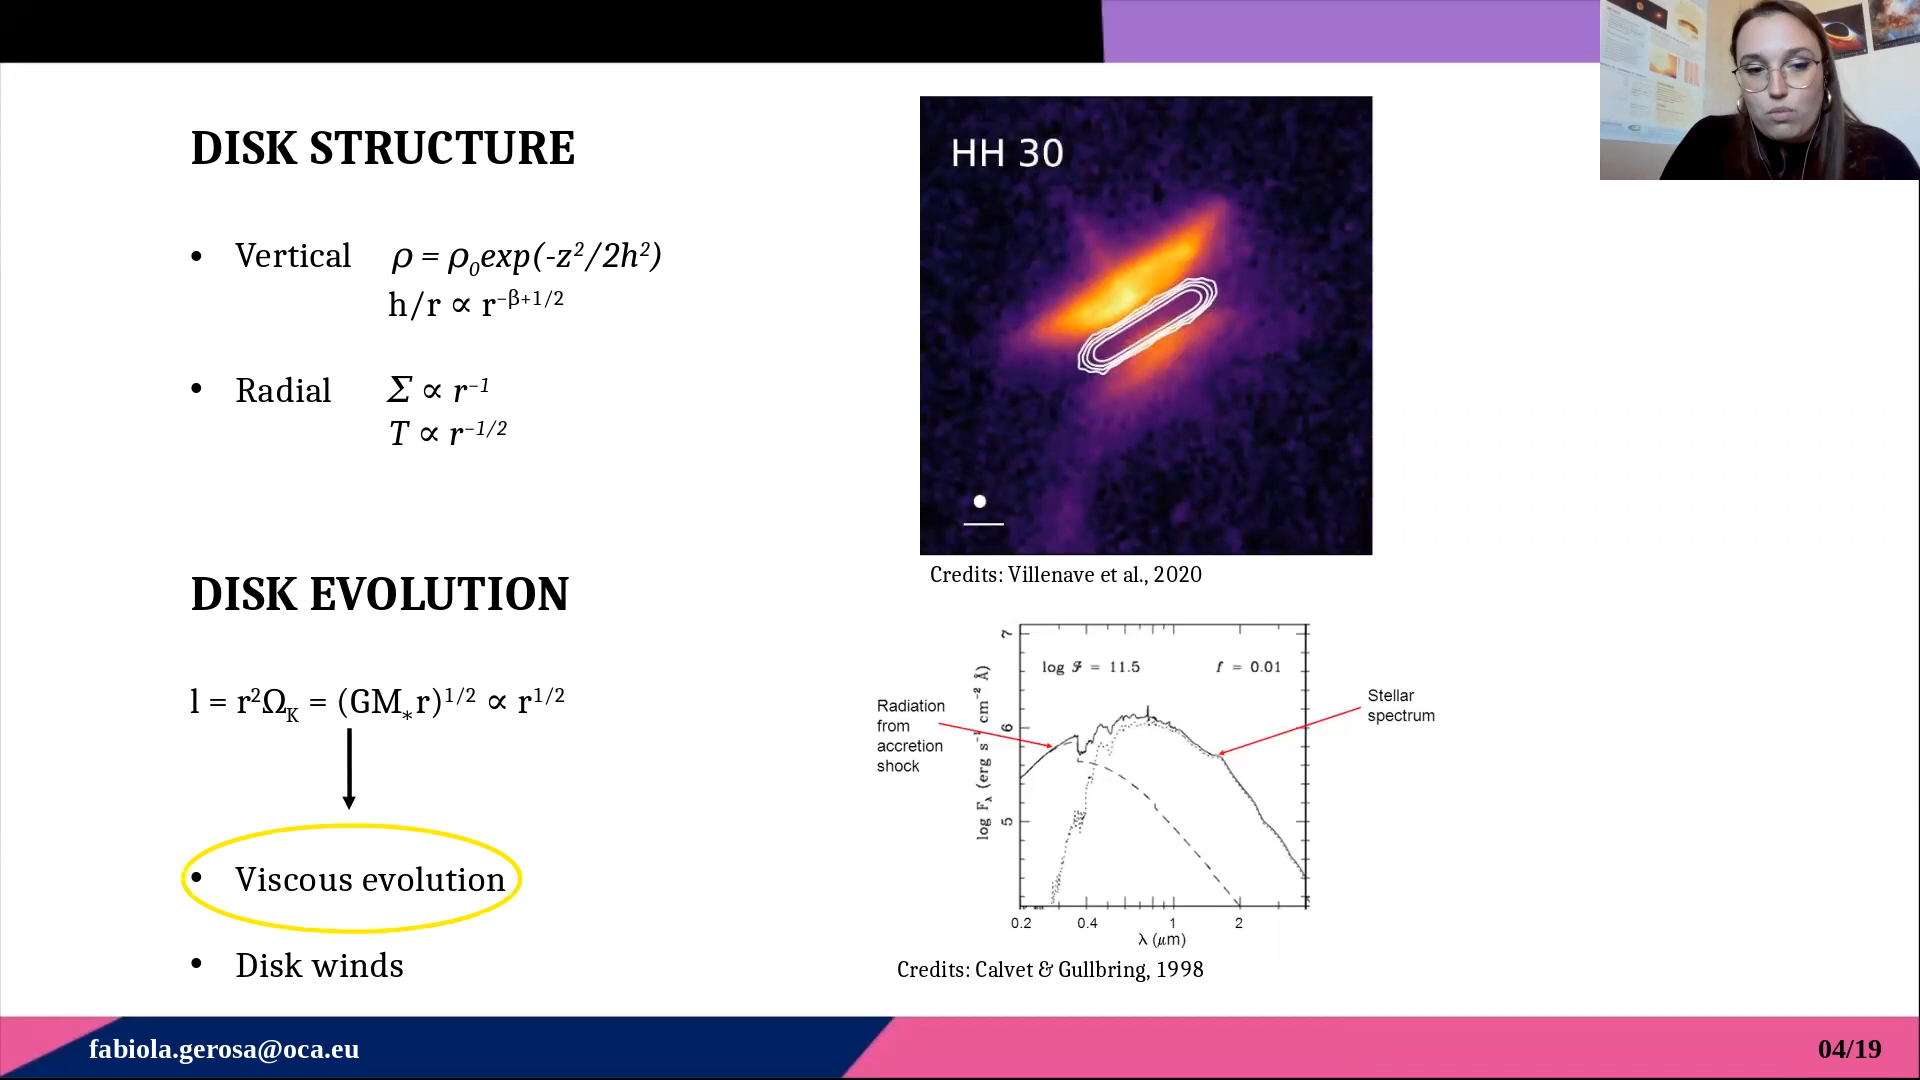 DISK STRUCTURE
• Vertical ρ = ρ₀exp(-z²/2h²)
h/r ∝ r^−β+1/2
• Radial Σ ∝ r⁻¹
T ∝ r^−1/2
DISK EVOLUTION
l = r²Ω_K = (GM_*r)^1/2 ∝ r^1/2
• Viscous evolution
• Disk winds
HH 30
Credits: Villenave et al., 2020
log ℱ = 11.5 f = 0.01
Radiation
from
accretion
shock
Stellar
spectrum
log F_λ (erg s⁻¹ cm⁻² Å)
7
6
5
0.2 0.4 1 2
λ (μm)
Credits: Calvet & Gullbring, 1998
fabiola.gerosa@oca.eu 04/19